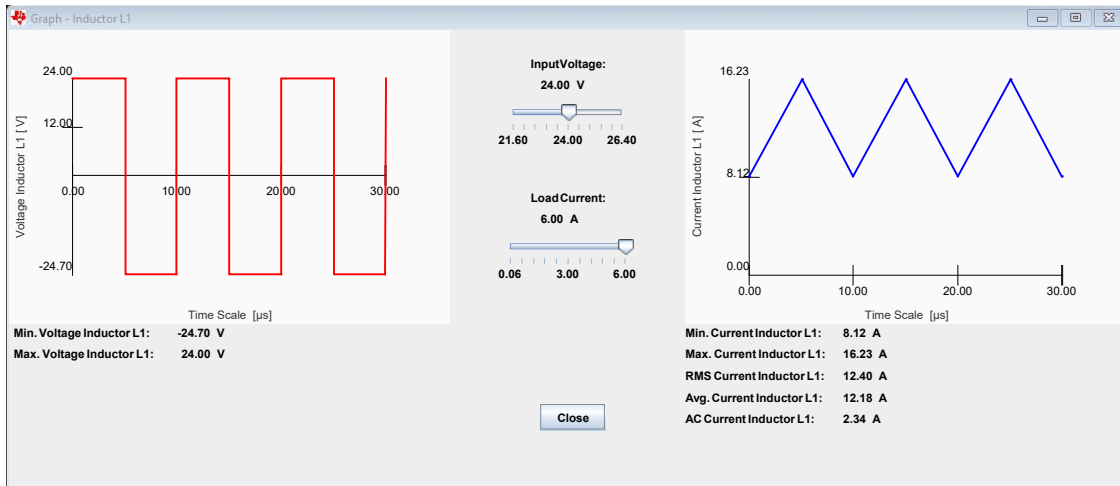 Graph - Inductor L1
24.00
12.00
0.00 10.00 20.00 30.00
-24.70
Voltage Inductor L1 [V]
Time Scale [µs]
Min. Voltage Inductor L1: -24.70 V
Max. Voltage Inductor L1: 24.00 V
InputVoltage:
24.00 V
21.60 24.00 26.40
LoadCurrent:
6.00 A
0.06 3.00 6.00
Close
16.23
8.12
0.00
0.00 10.00 20.00 30.00
Current Inductor L1 [A]
Time Scale [µs]
Min. Current Inductor L1: 8.12 A
Max. Current Inductor L1: 16.23 A
RMS Current Inductor L1: 12.40 A
Avg. Current Inductor L1: 12.18 A
AC Current Inductor L1: 2.34 A